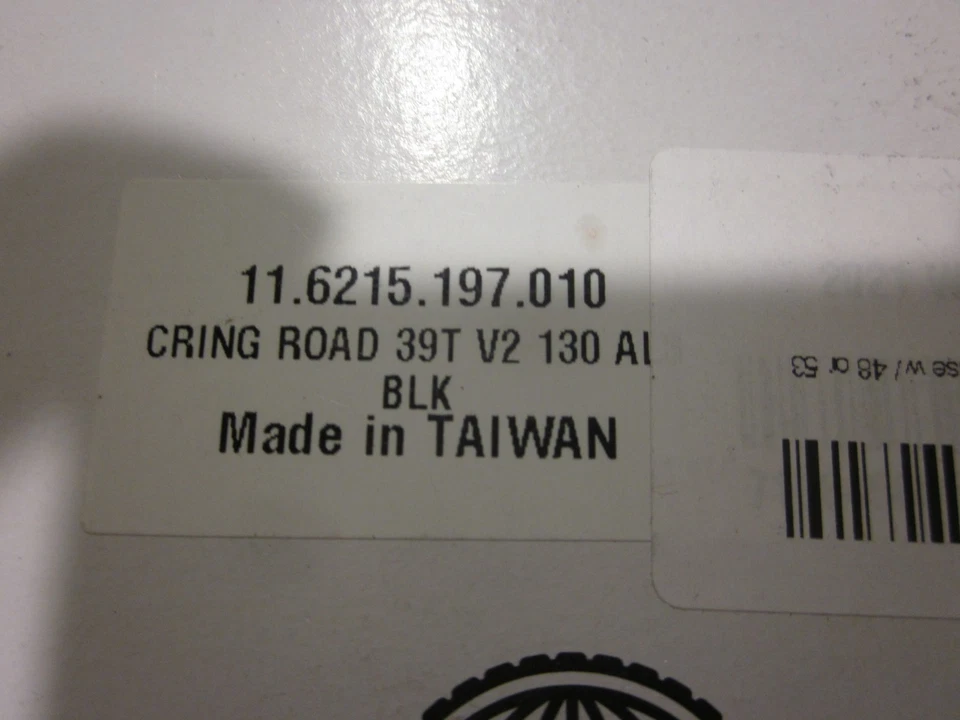 11.6215.197.010
CRING ROAD 39T V2 130 AL
BLK
Made in TAIWAN
se w/ 48 or 53